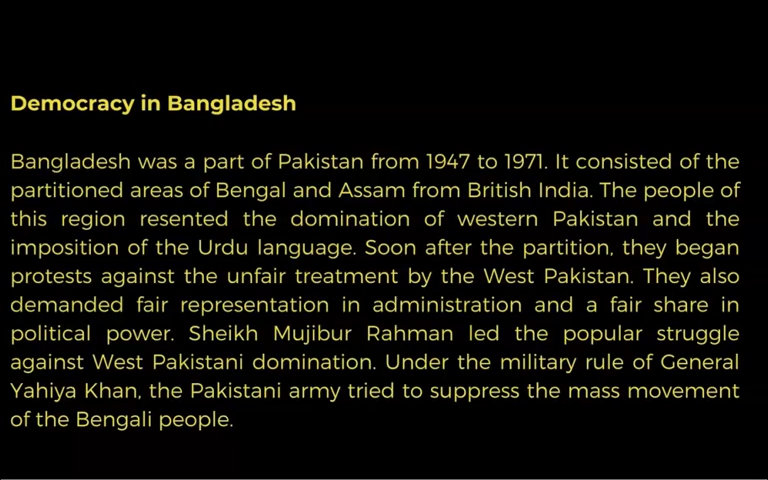 Democracy in Bangladesh
Bangladesh was a part of Pakistan from 1947 to 1971. It consisted of the
partitioned areas of Bengal and Assam from British India. The people of
this region resented the domination of western Pakistan and the
imposition of the Urdu language. Soon after the partition, they began
protests against the unfair treatment by the West Pakistan. They also
demanded fair representation in administration and a fair share in
political power. Sheikh Mujibur Rahman led the popular struggle
against West Pakistani domination. Under the military rule of General
Yahiya Khan, the Pakistani army tried to suppress the mass movement
of the Bengali people.